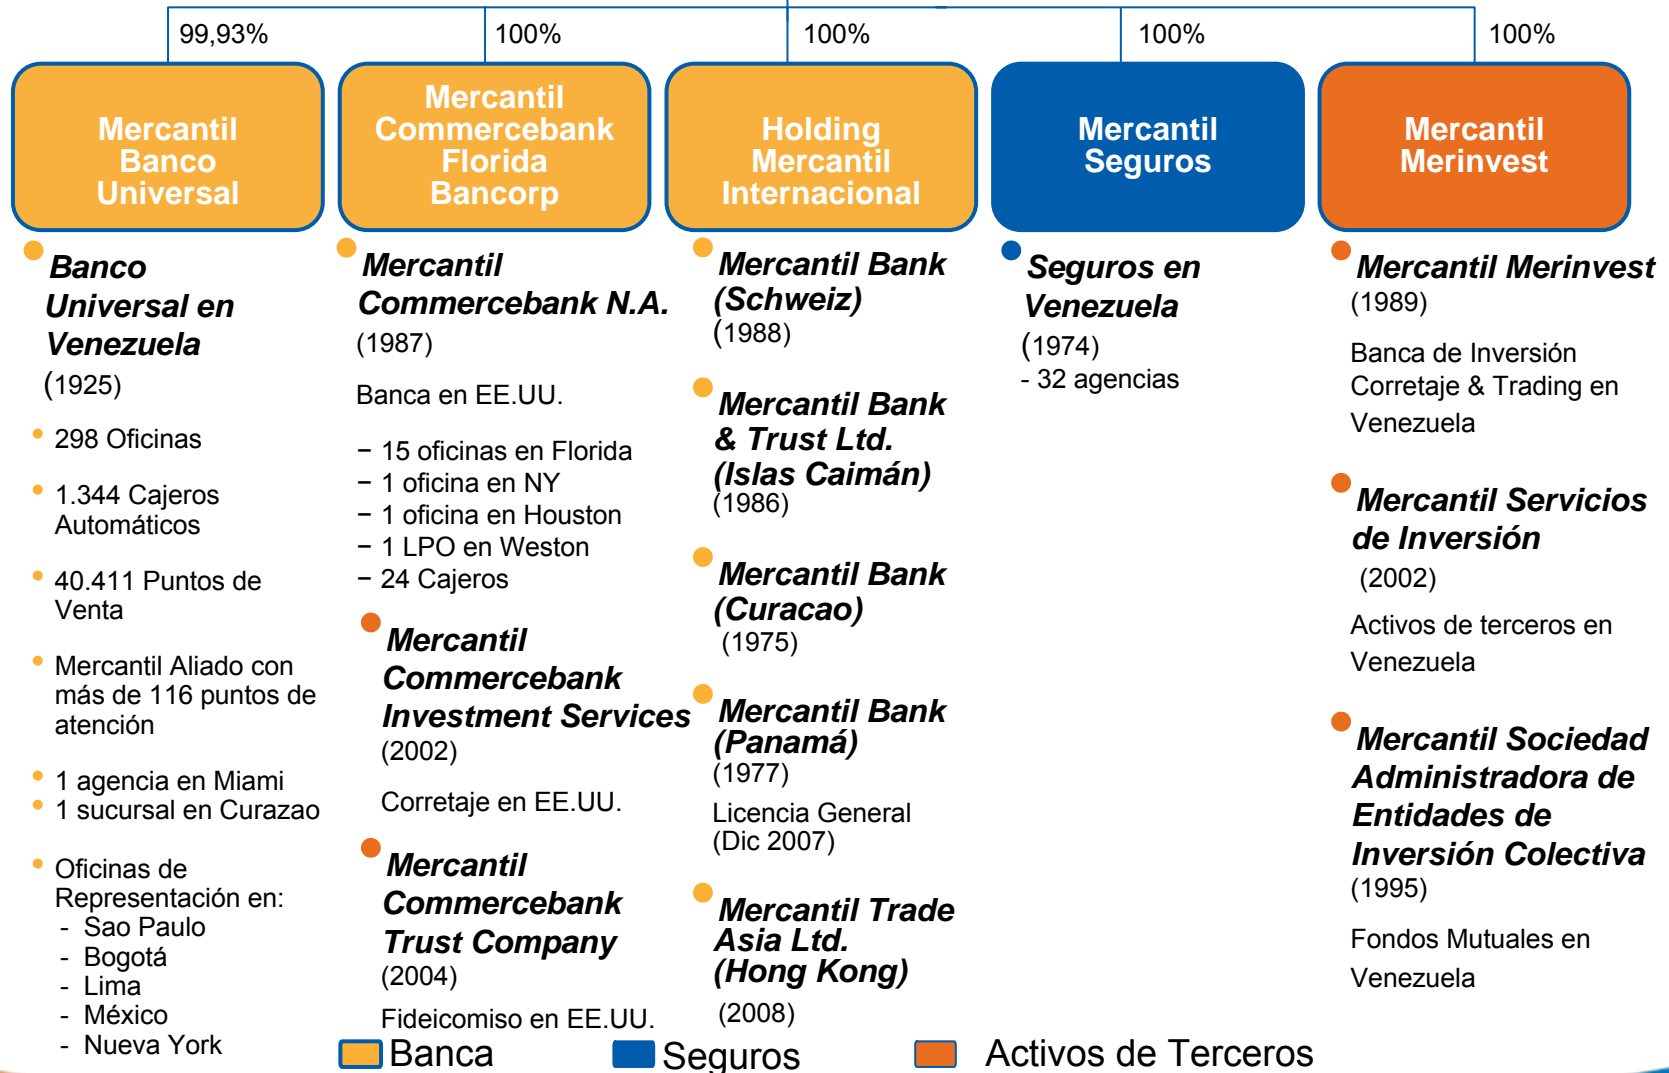 99,93%
100%
100%
100%
100%
Mercantil
Banco
Universal
Mercantil
Commercebank
Florida
Bancorp
Holding
Mercantil
Internacional
Mercantil
Seguros
Mercantil
Merinvest
Banco
Universal en
Venezuela
(1925)
298 Oficinas
1.344 Cajeros
Automáticos
40.411 Puntos de
Venta
Mercantil Aliado con
más de 116 puntos de
atención
1 agencia en Miami
1 sucursal en Curazao
Oficinas de
Representación en:
- Sao Paulo
- Bogotá
- Lima
- México
- Nueva York
Mercantil
Commercebank N.A.
(1987)
Banca en EE.UU.
− 15 oficinas en Florida
− 1 oficina en NY
− 1 oficina en Houston
− 1 LPO en Weston
− 24 Cajeros
Mercantil
Commercebank
Investment Services
(2002)
Corretaje en EE.UU.
Mercantil
Commercebank
Trust Company
(2004)
Fideicomiso en EE.UU.
Mercantil Bank
(Schweiz)
(1988)
Mercantil Bank
& Trust Ltd.
(Islas Caimán)
(1986)
Mercantil Bank
(Curacao)
(1975)
Mercantil Bank
(Panamá)
(1977)
Licencia General
(Dic 2007)
Mercantil Trade
Asia Ltd.
(Hong Kong)
(2008)
Seguros en
Venezuela
(1974)
- 32 agencias
Mercantil Merinvest
(1989)
Banca de Inversión
Corretaje & Trading en
Venezuela
Mercantil Servicios
de Inversión
(2002)
Activos de terceros en
Venezuela
Mercantil Sociedad
Administradora de
Entidades de
Inversión Colectiva
(1995)
Fondos Mutuales en
Venezuela
Banca
Seguros
Activos de Terceros